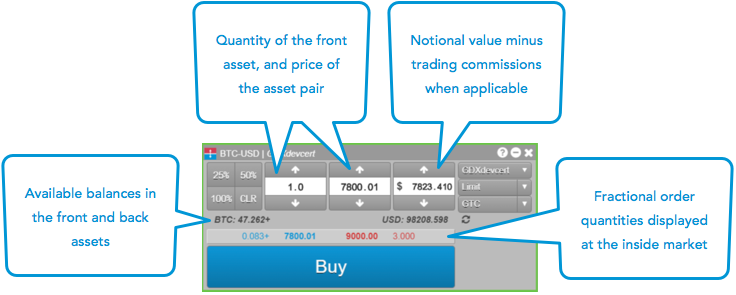 Quantity of the front
asset, and price of
the asset pair
Notional value minus
trading commissions
when applicable
Available balances in
the front and back
assets
Fractional order
quantities displayed
at the inside market
BTC-USD |
25% 50%
100% CLR
1.0
7800.01
$ 7823.410
GDXdevcert
Limit
GTC
BTC: 47.262+
USD: 98208.598
0.083+ 7800.01 9000.00 3.000
Buy